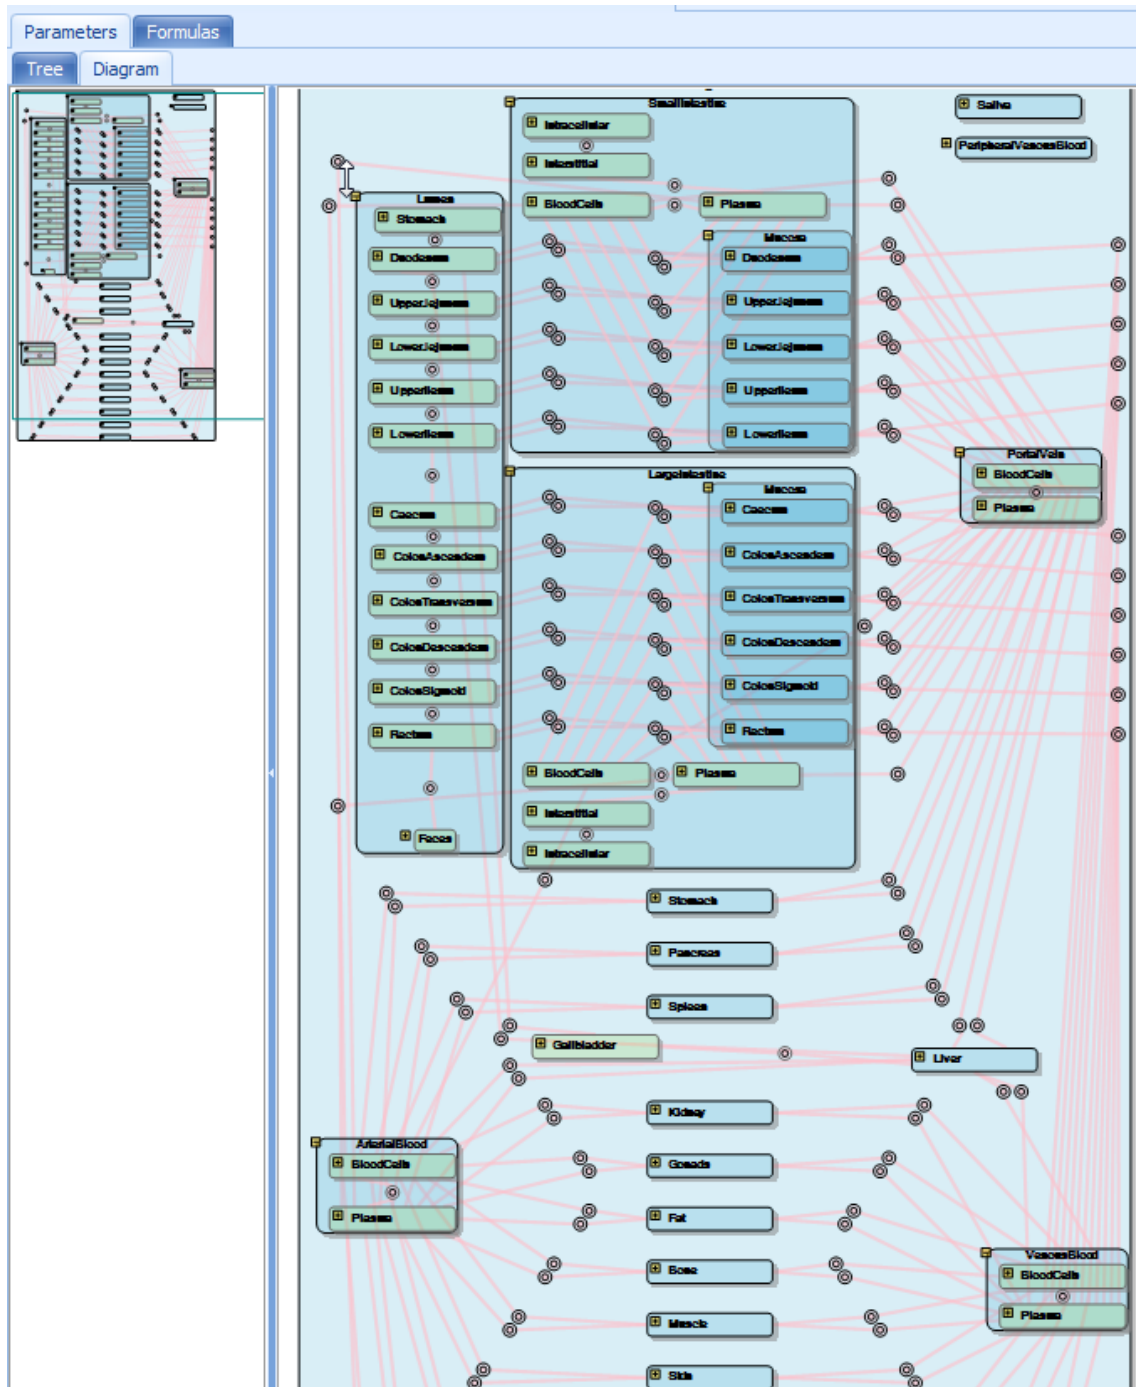 Parameters Formulas
Tree Diagram
SmallIntestine
Intracellular
Interstitial
BloodCells
Plasma
Mucosa
Duodenum
UpperJejunum
LowerJejunum
UpperIleum
LowerIleum
Saliva
PeripheralVenousBlood
Lumen
Stomach
Duodenum
UpperJejunum
LowerJejunum
UpperIleum
LowerIleum
Caecum
ColonAscendens
ColonTransversum
ColonDescendens
ColonSigmoid
Rectum
Feces
LargeIntestine
Mucosa
Caecum
ColonAscendens
ColonTransversum
ColonDescendens
ColonSigmoid
Rectum
BloodCells
Plasma
Interstitial
Intracellular
PortalVein
BloodCells
Plasma
Stomach
Pancreas
Spleen
Gallbladder
Liver
Kidney
ArterialBlood
BloodCells
Plasma
Gonads
Fat
Bone
Muscle
Skin
VenousBlood
BloodCells
Plasma